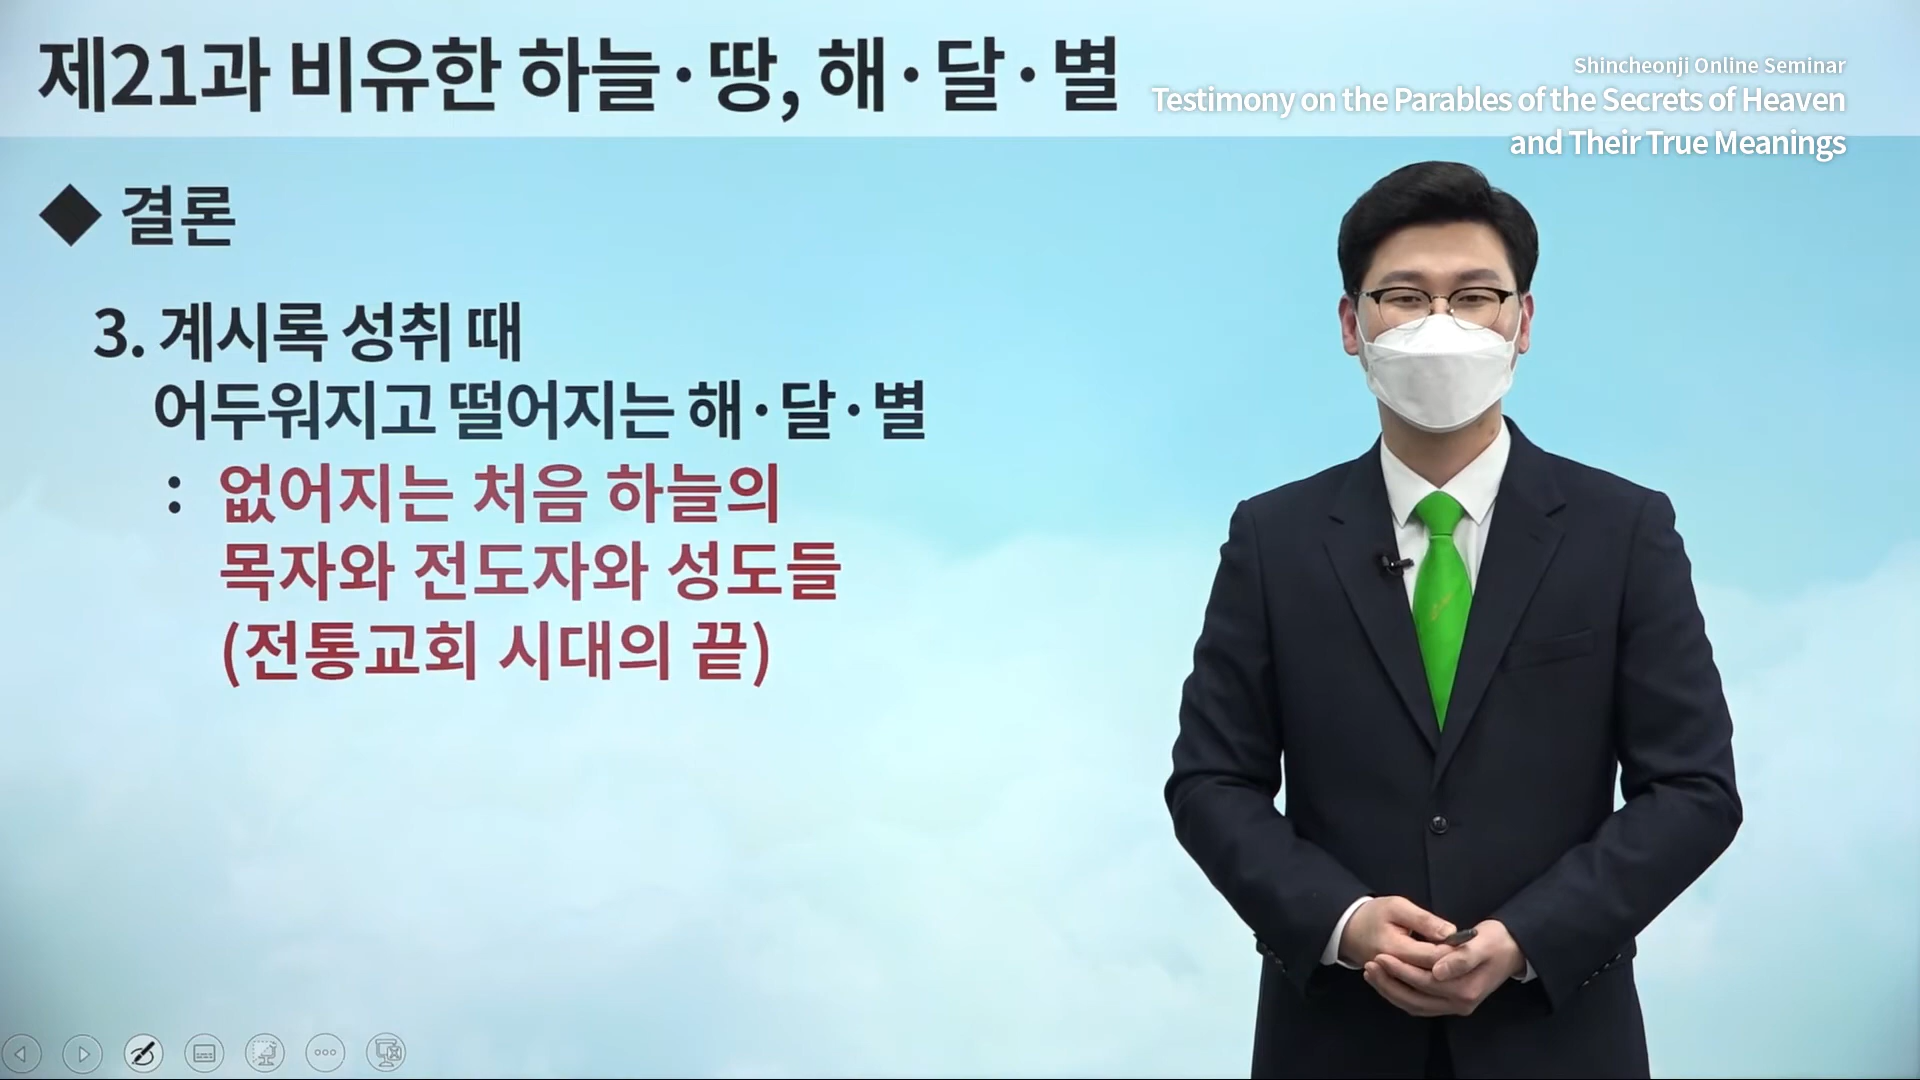 제21과 비유한 하늘·땅, 해·달·별
Shincheonji Online Seminar
Testimony on the Parables of the Secrets of Heaven
and Their True Meanings
◆ 결론
3. 계시록 성취 때
어두워지고 떨어지는 해·달·별
: 없어지는 처음 하늘의
목자와 전도자와 성도들
(전통교회 시대의 끝)